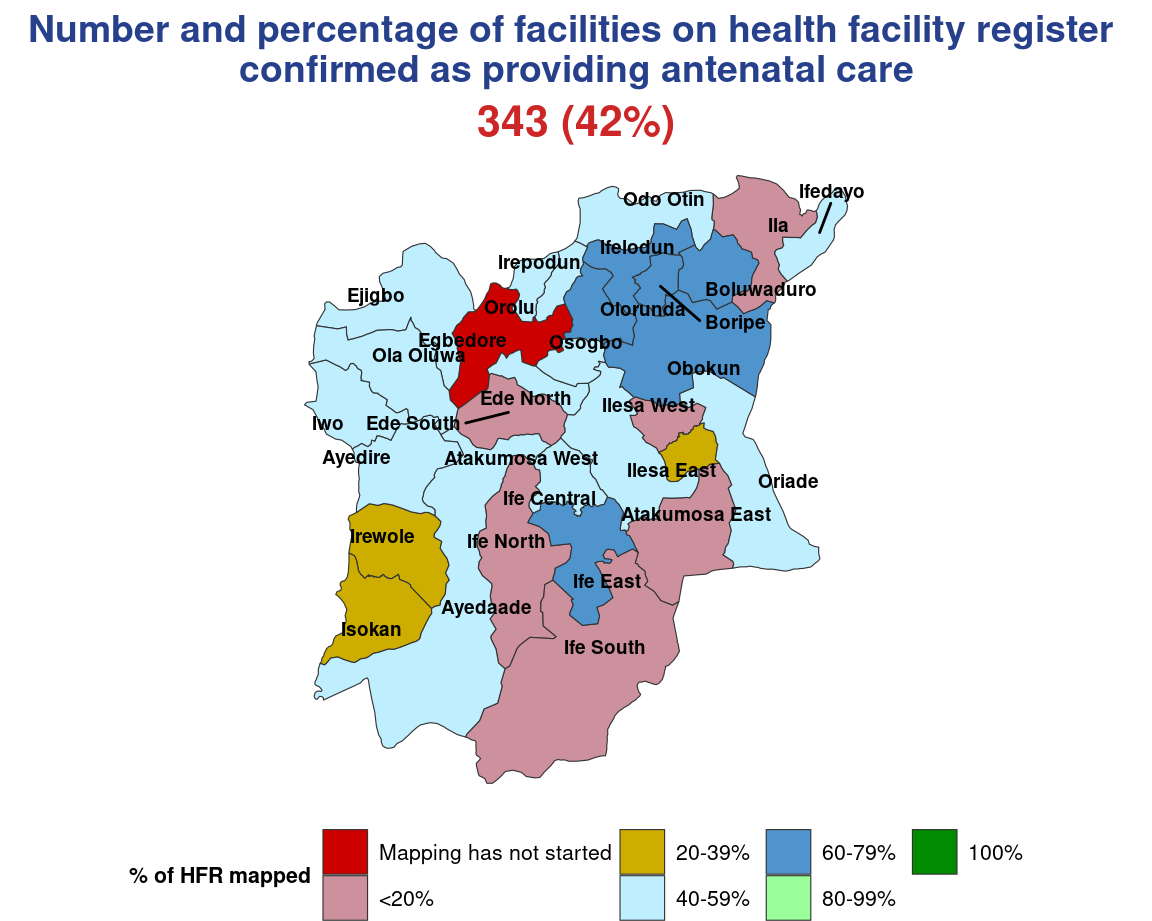 Number and percentage of facilities on health facility register
confirmed as providing antenatal care
343 (42%)
Ifedayo
Odo Otin
Ila
Ifelodun
Irepodun
Boluwaduro
Ejigbo
Orolu
Olorunda
Boripe
Egbedore
Osogbo
Ola Oluwa
Obokun
Ede North
Ilesa West
Iwo
Ede South
Ayedire
Atakumosa West
Ilesa East
Oriade
Ife Central
Atakumosa East
Irewole
Ife North
Ife East
Ayedaade
Isokan
Ife South
% of HFR mapped
Mapping has not started
<20%
20-39%
40-59%
60-79%
80-99%
100%